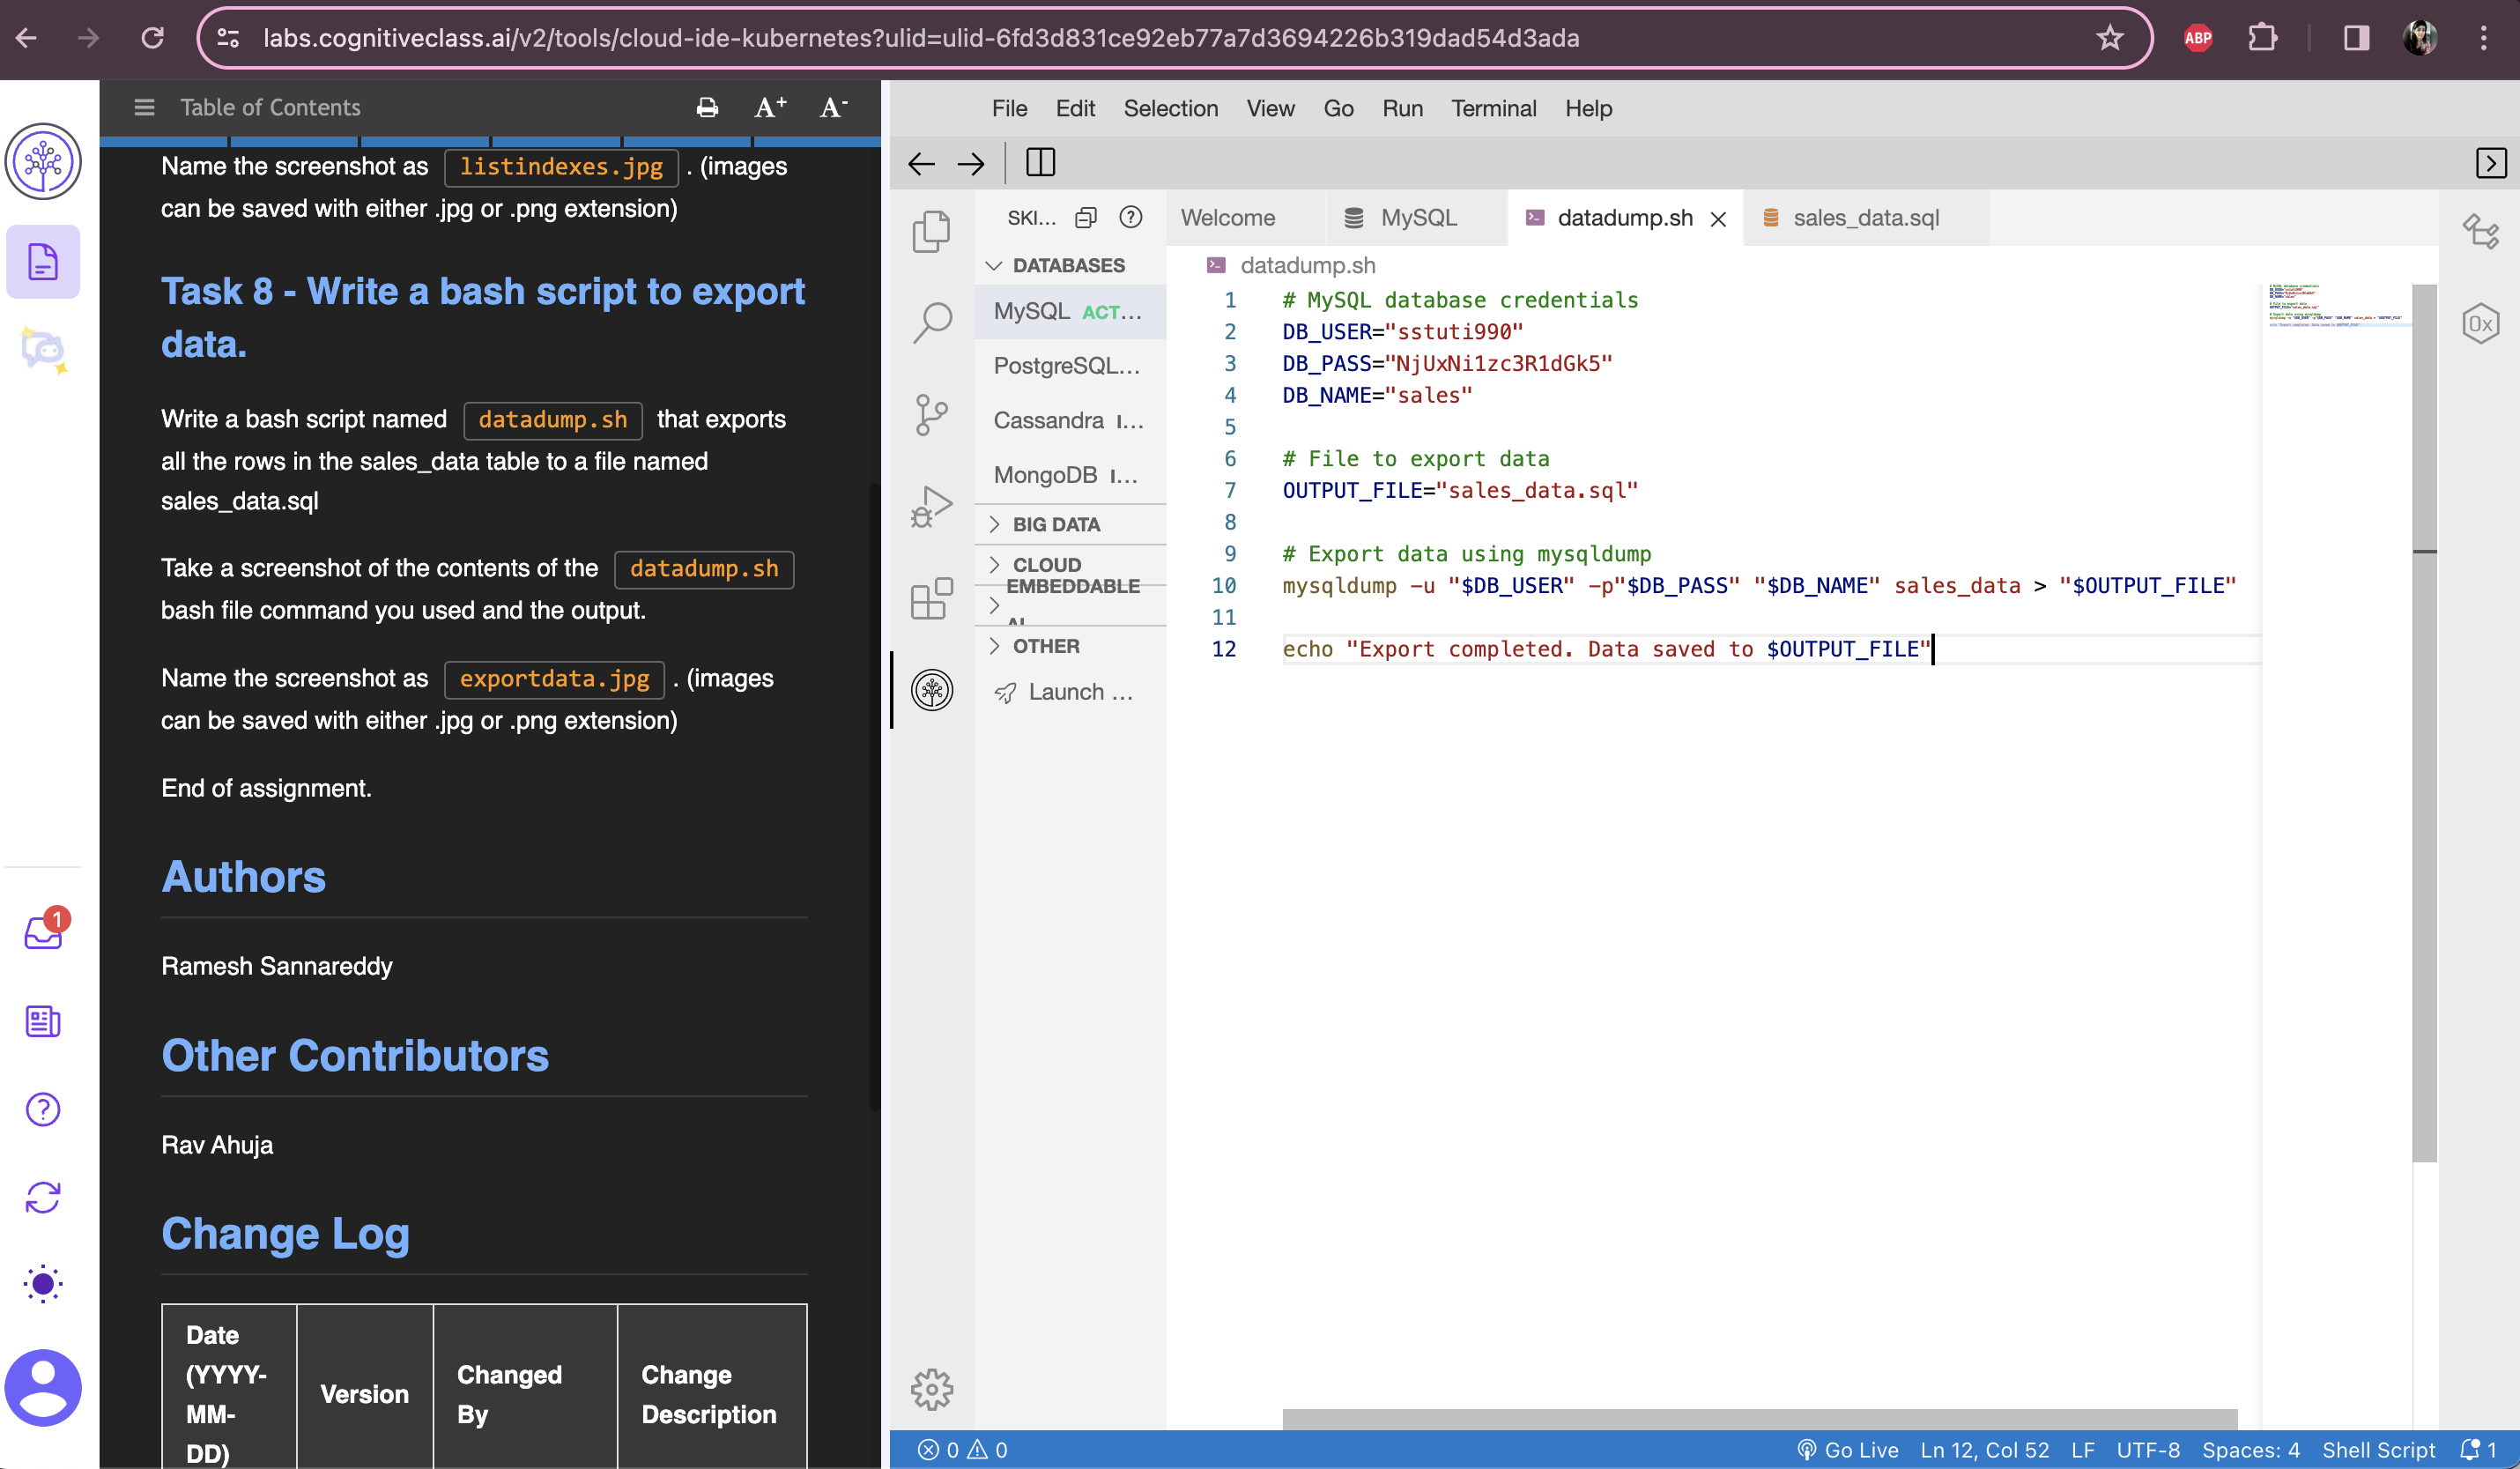 labs.cognitiveclass.ai/v2/tools/cloud-ide-kubernetes?ulid=ulid-6fd3d831ce92eb77a7d3694226b319dad54d3ada
ABP
Table of Contents
A+
A-
Name the screenshot as listindexes.jpg . (images
can be saved with either .jpg or .png extension)
Task 8 - Write a bash script to export
data.
Write a bash script named datadump.sh that exports
all the rows in the sales_data table to a file named
sales_data.sql
Take a screenshot of the contents of the datadump.sh
bash file command you used and the output.
Name the screenshot as exportdata.jpg . (images
can be saved with either .jpg or .png extension)
End of assignment.
Authors
Ramesh Sannareddy
Other Contributors
Rav Ahuja
Change Log
Date
(YYYY-
MM-
DD)
Version
Changed
By
Change
Description
1
File Edit Selection View Go Run Terminal Help
SKI...
DATABASES
MySQL ACT...
PostgreSQL...
Cassandra I...
MongoDB I...
BIG DATA
CLOUD
EMBEDDABLE
AI
OTHER
Launch ...
Welcome
MySQL
datadump.sh
sales_data.sql
datadump.sh
1 # MySQL database credentials
2 DB_USER="sstuti990"
3 DB_PASS="NjUxNi1zc3R1dGk5"
4 DB_NAME="sales"
5
6 # File to export data
7 OUTPUT_FILE="sales_data.sql"
8
9 # Export data using mysqldump
10 mysqldump -u "$DB_USER" -p"$DB_PASS" "$DB_NAME" sales_data > "$OUTPUT_FILE"
11
12 echo "Export completed. Data saved to $OUTPUT_FILE"
0x
0 0
Go Live Ln 12, Col 52 LF UTF-8 Spaces: 4 Shell Script 1